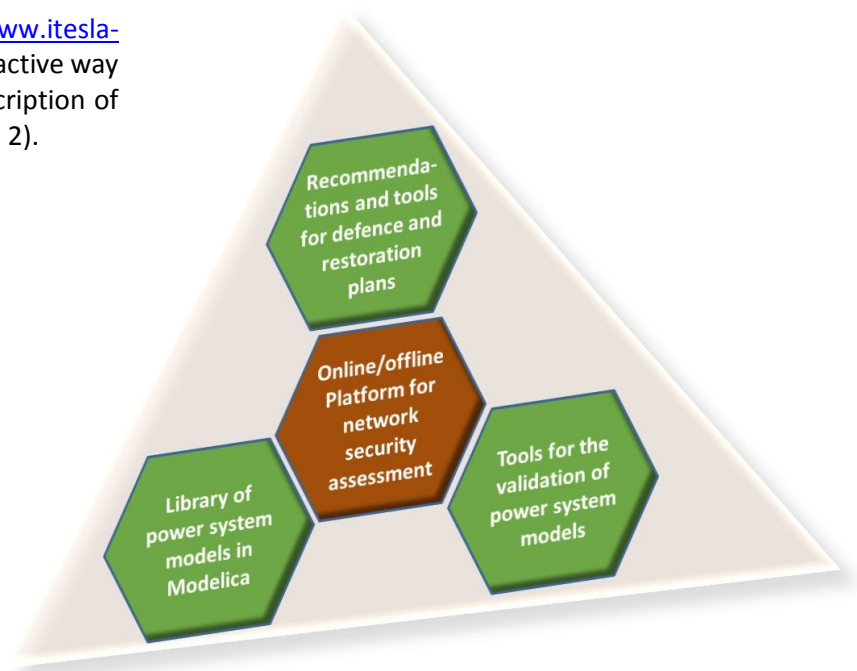 ww.itesla-
active way
cription of
2).
Recommenda-
tions and tools
for defence and
restoration
plans
Online/offline
Platform for
network
security
assessment
Library of
power system
models in
Modelica
Tools for the
validation of
power system
models